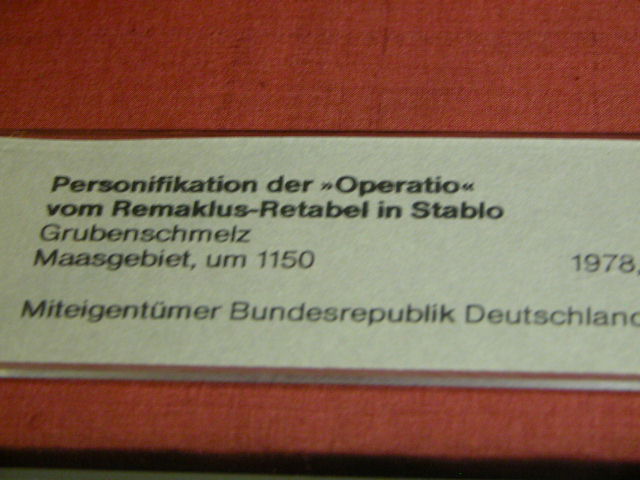 Personifikation der »Operatio«
vom Remaklus-Retabel in Stablo
Grubenschmelz
Maasgebiet, um 1150 1978,
Miteigentümer Bundesrepublik Deutschland